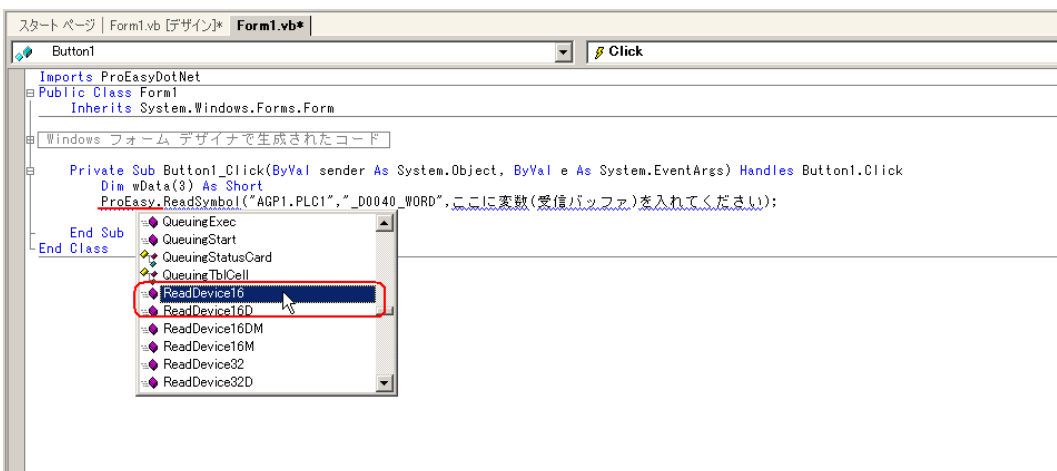 スタート ページ Form1.vb [デザイン]* Form1.vb*
Button1 Click
Imports ProEasyDotNet
Public Class Form1
Inherits System.Windows.Forms.Form
Windows フォーム デザイナで生成されたコード
Private Sub Button1_Click(ByVal sender As System.Object, ByVal e As System.EventArgs) Handles Button1.Click
Dim wData(3) As Short
ProEasy.ReadSymbol("AGP1.PLC1","_D0040_WORD",ここに変数(受信バッファ)を入れてください);
QueuingExec
End Sub
QueuingStart
End Class
QueuingStatusCard
QueuingTblCell
ReadDevice16
ReadDevice16D
ReadDevice16DM
ReadDevice16M
ReadDevice32
ReadDevice32D